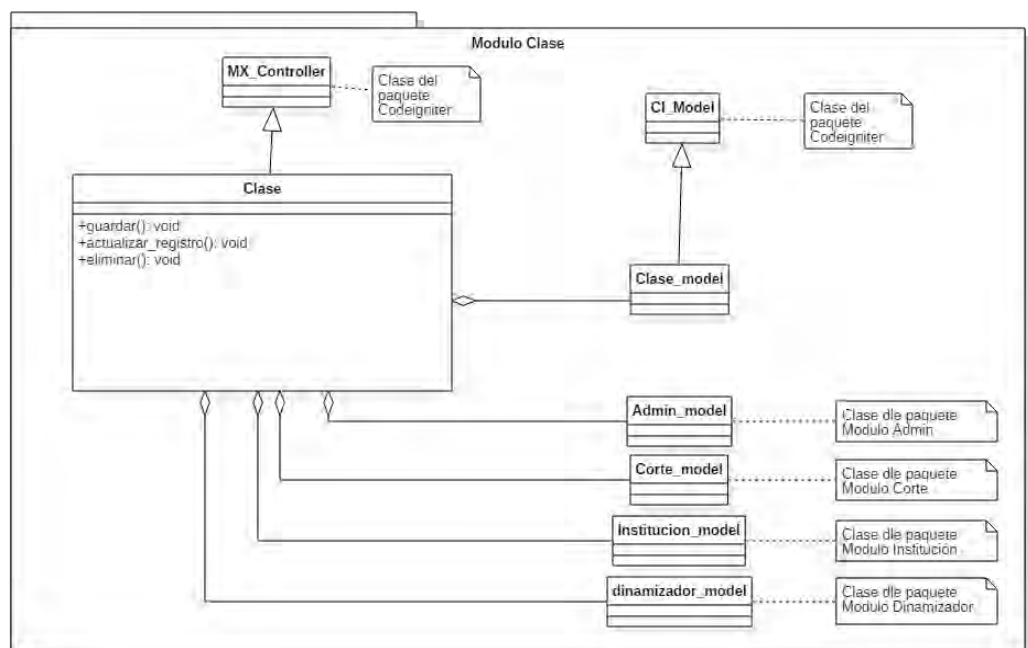 Modulo Clase
MX_Controller
Clase del
paquete
Codeigniter
CI_Model
Clase del
paquete
Codeigniter
Clase
+guardar(): void
+actualizar_registro(): void
+eliminar(): void
Clase_model
Admin_model
Clase dle paquete
Modulo Admin
Corte_model
Clase dle paquete
Modulo Corte
Institucion_model
Clase dle paquete
Modulo Institución
dinamizador_model
Clase dle paquete
Modulo Dinamizador